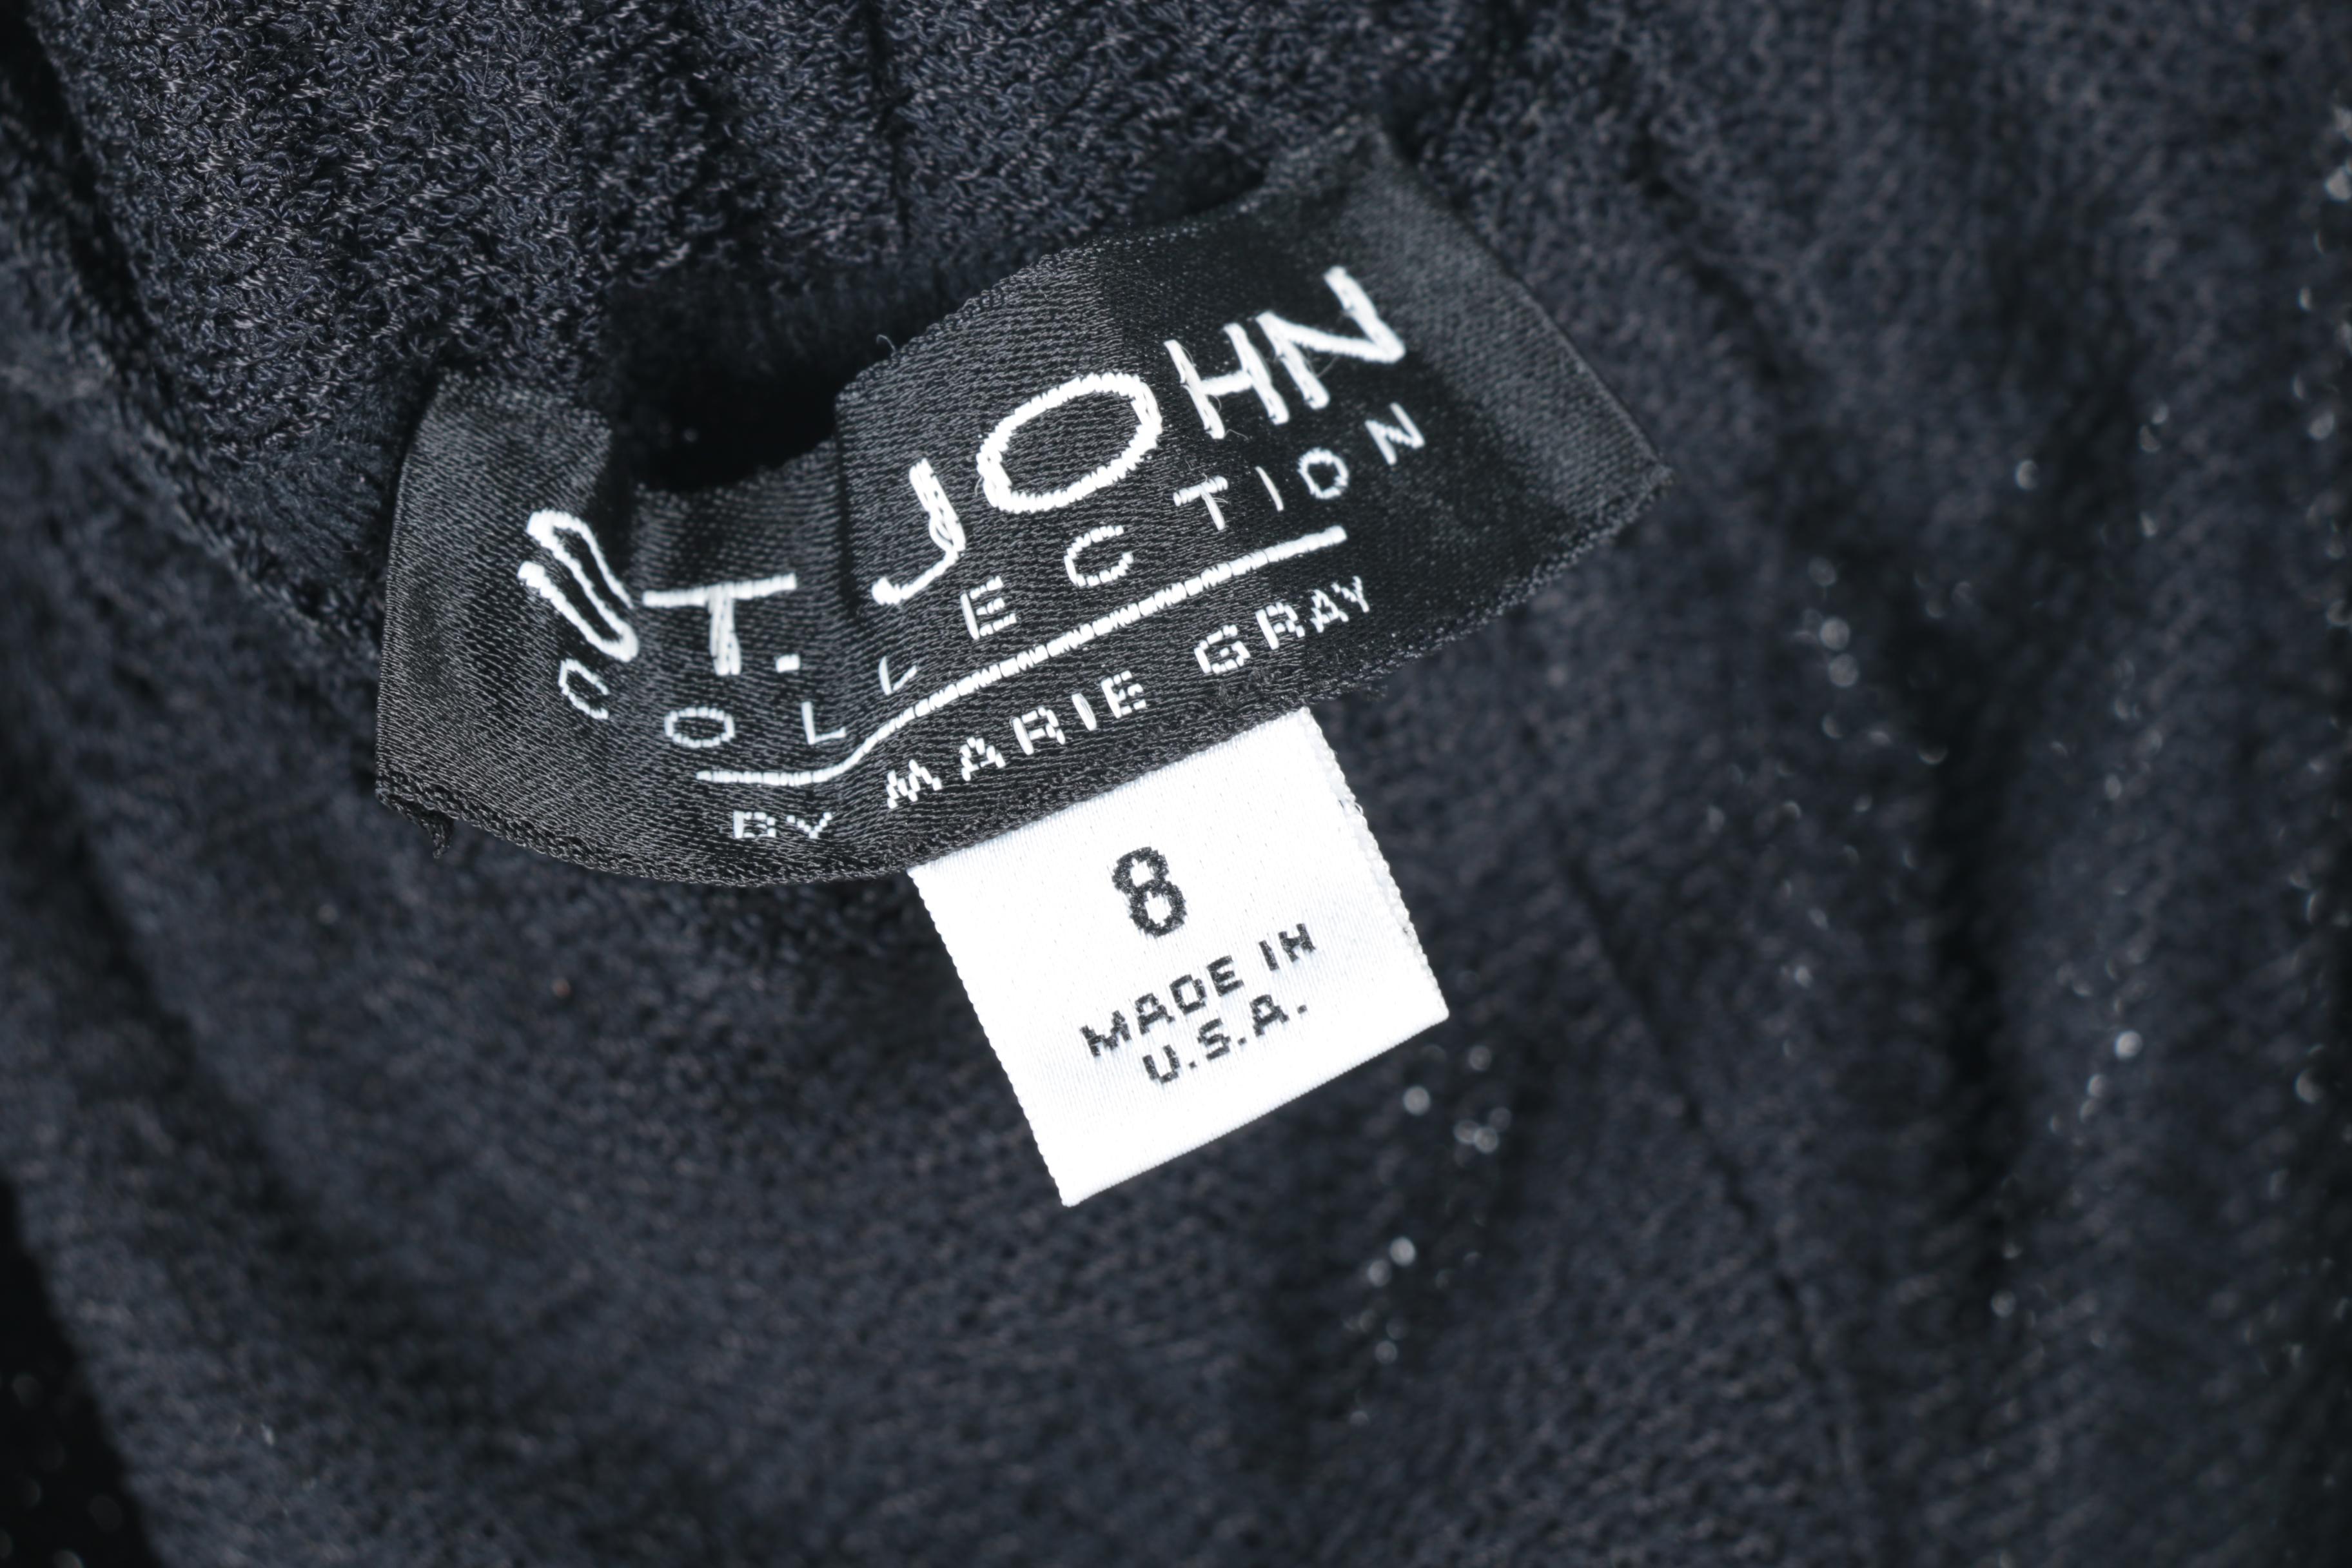 ST. JOHN
COLLECTION
BY MARIE GRAY
8
MADE IN
U.S.A.